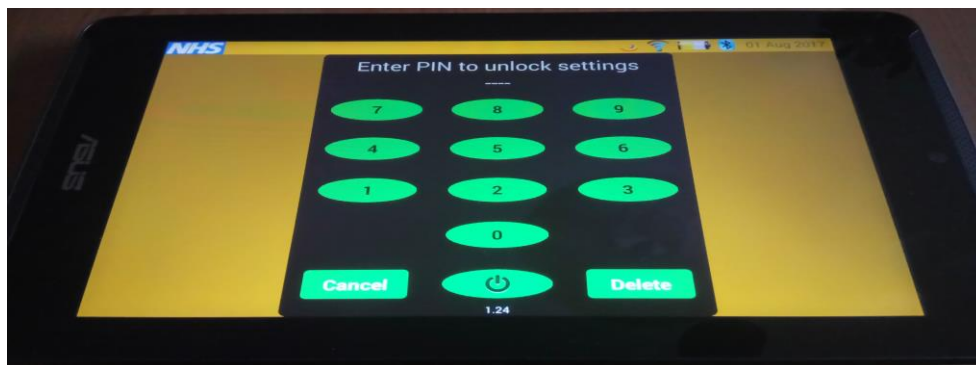 NHS
01 Aug 2017
Enter PIN to unlock settings
----
7 8 9
4 5 6
1 2 3
0
Cancel Delete
1.24
ASUS